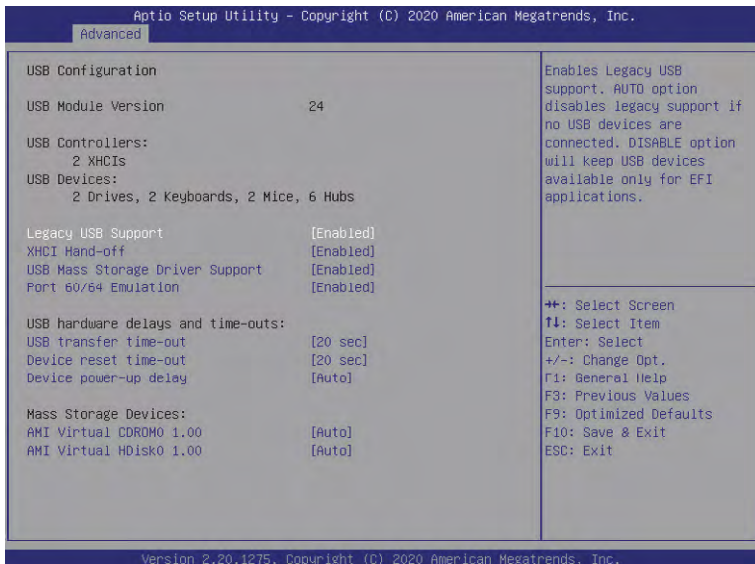 Aptio Setup Utility – Copyright (C) 2020 American Megatrends, Inc.
Advanced
USB Configuration
USB Module Version 24
USB Controllers:
2 XHCIs
USB Devices:
2 Drives, 2 Keyboards, 2 Mice, 6 Hubs
Legacy USB Support [Enabled]
XHCI Hand-off [Enabled]
USB Mass Storage Driver Support [Enabled]
Port 60/64 Emulation [Enabled]
USB hardware delays and time-outs:
USB transfer time-out [20 sec]
Device reset time-out [20 sec]
Device power-up delay [Auto]
Mass Storage Devices:
AMI Virtual CDROM0 1.00 [Auto]
AMI Virtual HDisk0 1.00 [Auto]
Enables Legacy USB
support. AUTO option
disables legacy support if
no USB devices are
connected. DISABLE option
will keep USB devices
available only for EFI
applications.
→←: Select Screen
↑↓: Select Item
Enter: Select
+/-: Change Opt.
F1: General Help
F3: Previous Values
F9: Optimized Defaults
F10: Save & Exit
ESC: Exit
Version 2.20.1275. Copyright (C) 2020 American Megatrends, Inc.